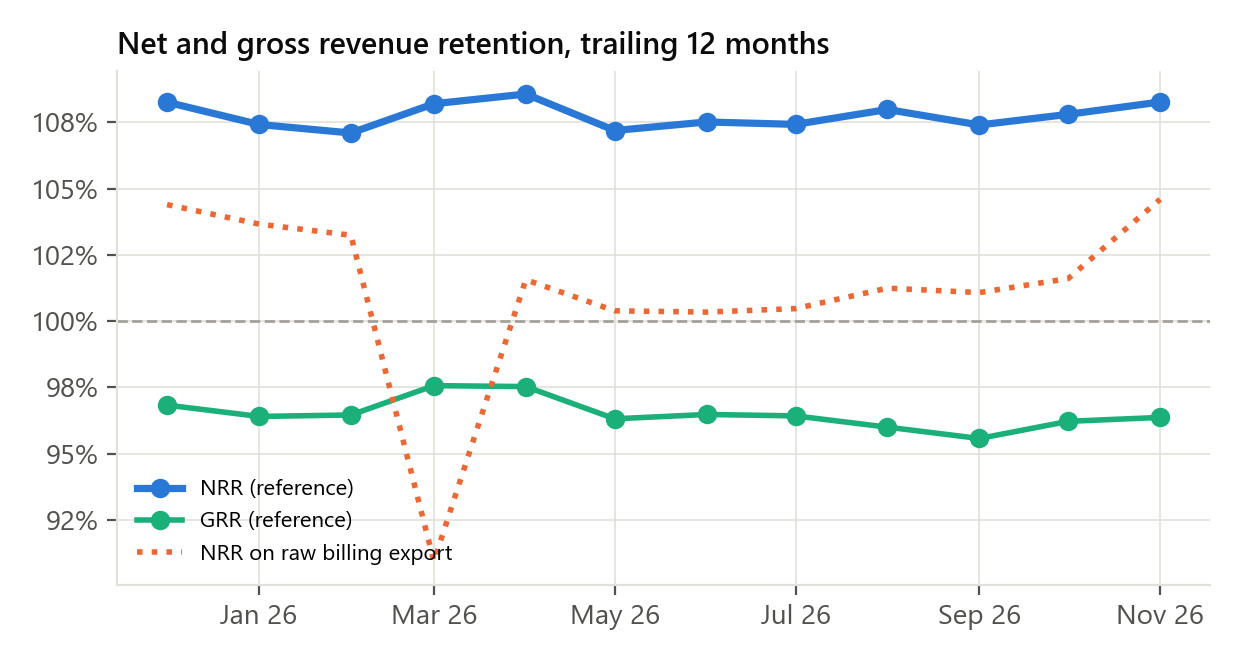 Net and gross revenue retention, trailing 12 months
108%
105%
102%
100%
98%
95%
92%
NRR (reference)
GRR (reference)
NRR on raw billing export
Jan 26
Mar 26
May 26
Jul 26
Sep 26
Nov 26